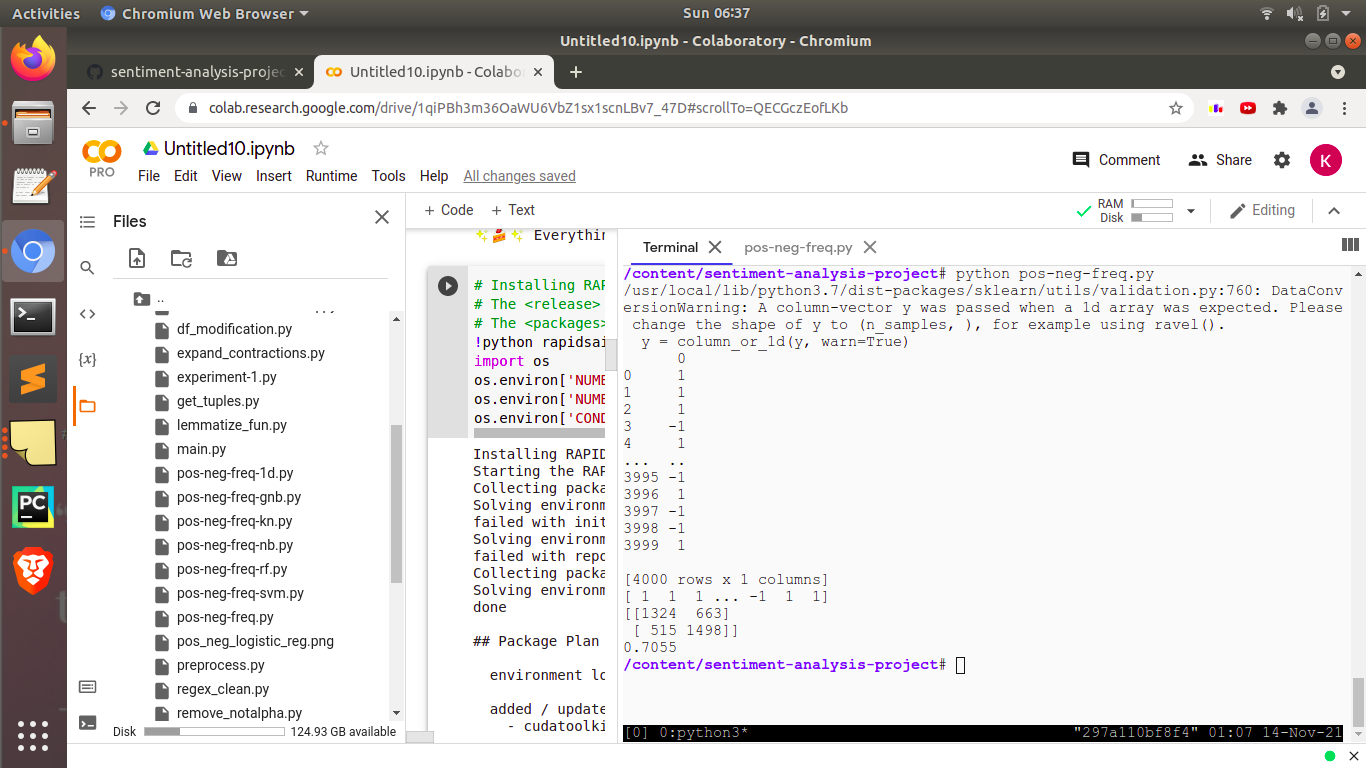 Activities
Chromium Web Browser
Sun 06:37
Untitled10.ipynb - Colaboratory - Chromium
sentiment-analysis-projec
Untitled10.ipynb - Colabo
colab.research.google.com/drive/1qiPBh3m36OaWU6VbZ1sx1scnLBv7_47D#scrollTo=QECGczEofLKb
PRO
Untitled10.ipynb
File Edit View Insert Runtime Tools Help All changes saved
Comment
Share
K
Files
+ Code + Text
RAM
Disk
Editing
..
df_modification.py
expand_contractions.py
experiment-1.py
get_tuples.py
lemmatize_fun.py
main.py
pos-neg-freq-1d.py
pos-neg-freq-gnb.py
pos-neg-freq-kn.py
pos-neg-freq-nb.py
pos-neg-freq-rf.py
pos-neg-freq-svm.py
pos-neg-freq.py
pos_neg_logistic_reg.png
preprocess.py
regex_clean.py
remove_notalpha.py
Disk
124.93 GB available
✨🍰✨ Everythin
# Installing RAP
# The <release>
# The <packages>
!python rapidsai
import os
os.environ['NUMB
os.environ['NUMB
os.environ['COND
Installing RAPID
Starting the RAP
Collecting packa
Solving environm
failed with init
Solving environm
failed with repo
Collecting packa
Solving environm
done
## Package Plan
environment lo
added / update
- cudatoolki
Terminal
pos-neg-freq.py
/content/sentiment-analysis-project# python pos-neg-freq.py
/usr/local/lib/python3.7/dist-packages/sklearn/utils/validation.py:760: DataConv
ersionWarning: A column-vector y was passed when a 1d array was expected. Please
change the shape of y to (n_samples, ), for example using ravel().
y = column_or_1d(y, warn=True)
0
0 1
1 1
2 1
3 -1
4 1
... ..
3995 -1
3996 1
3997 -1
3998 -1
3999 1
[4000 rows x 1 columns]
[ 1 1 1 ... -1 1 1]
[[1324 663]
[ 515 1498]]
0.7055
/content/sentiment-analysis-project#
[0] 0:python3*
"297a110bf8f4" 01:07 14-Nov-21